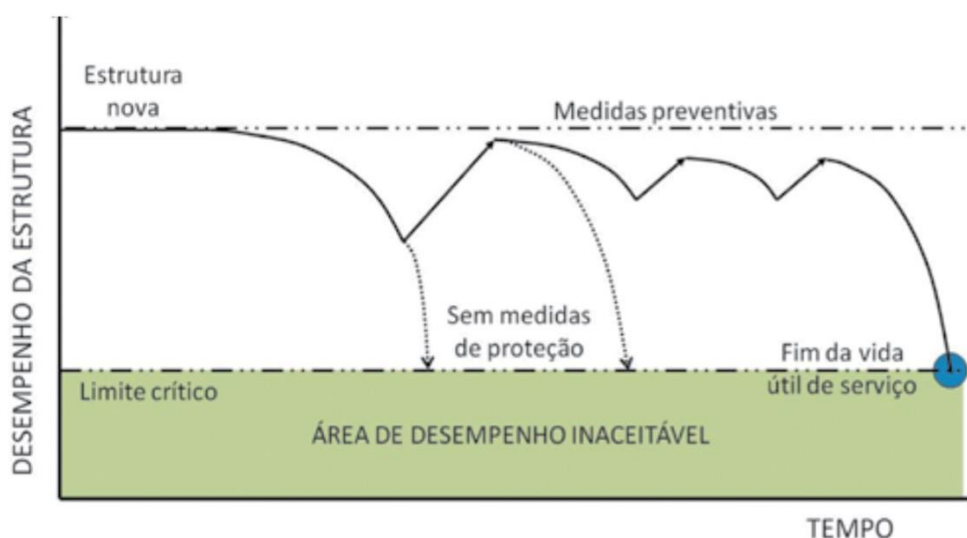 DESEMPENHO DA ESTRUTURA
Estrutura
nova
Medidas preventivas
Sem medidas
de proteção
Fim da vida
útil de serviço
Limite crítico
ÁREA DE DESEMPENHO INACEITÁVEL
TEMPO